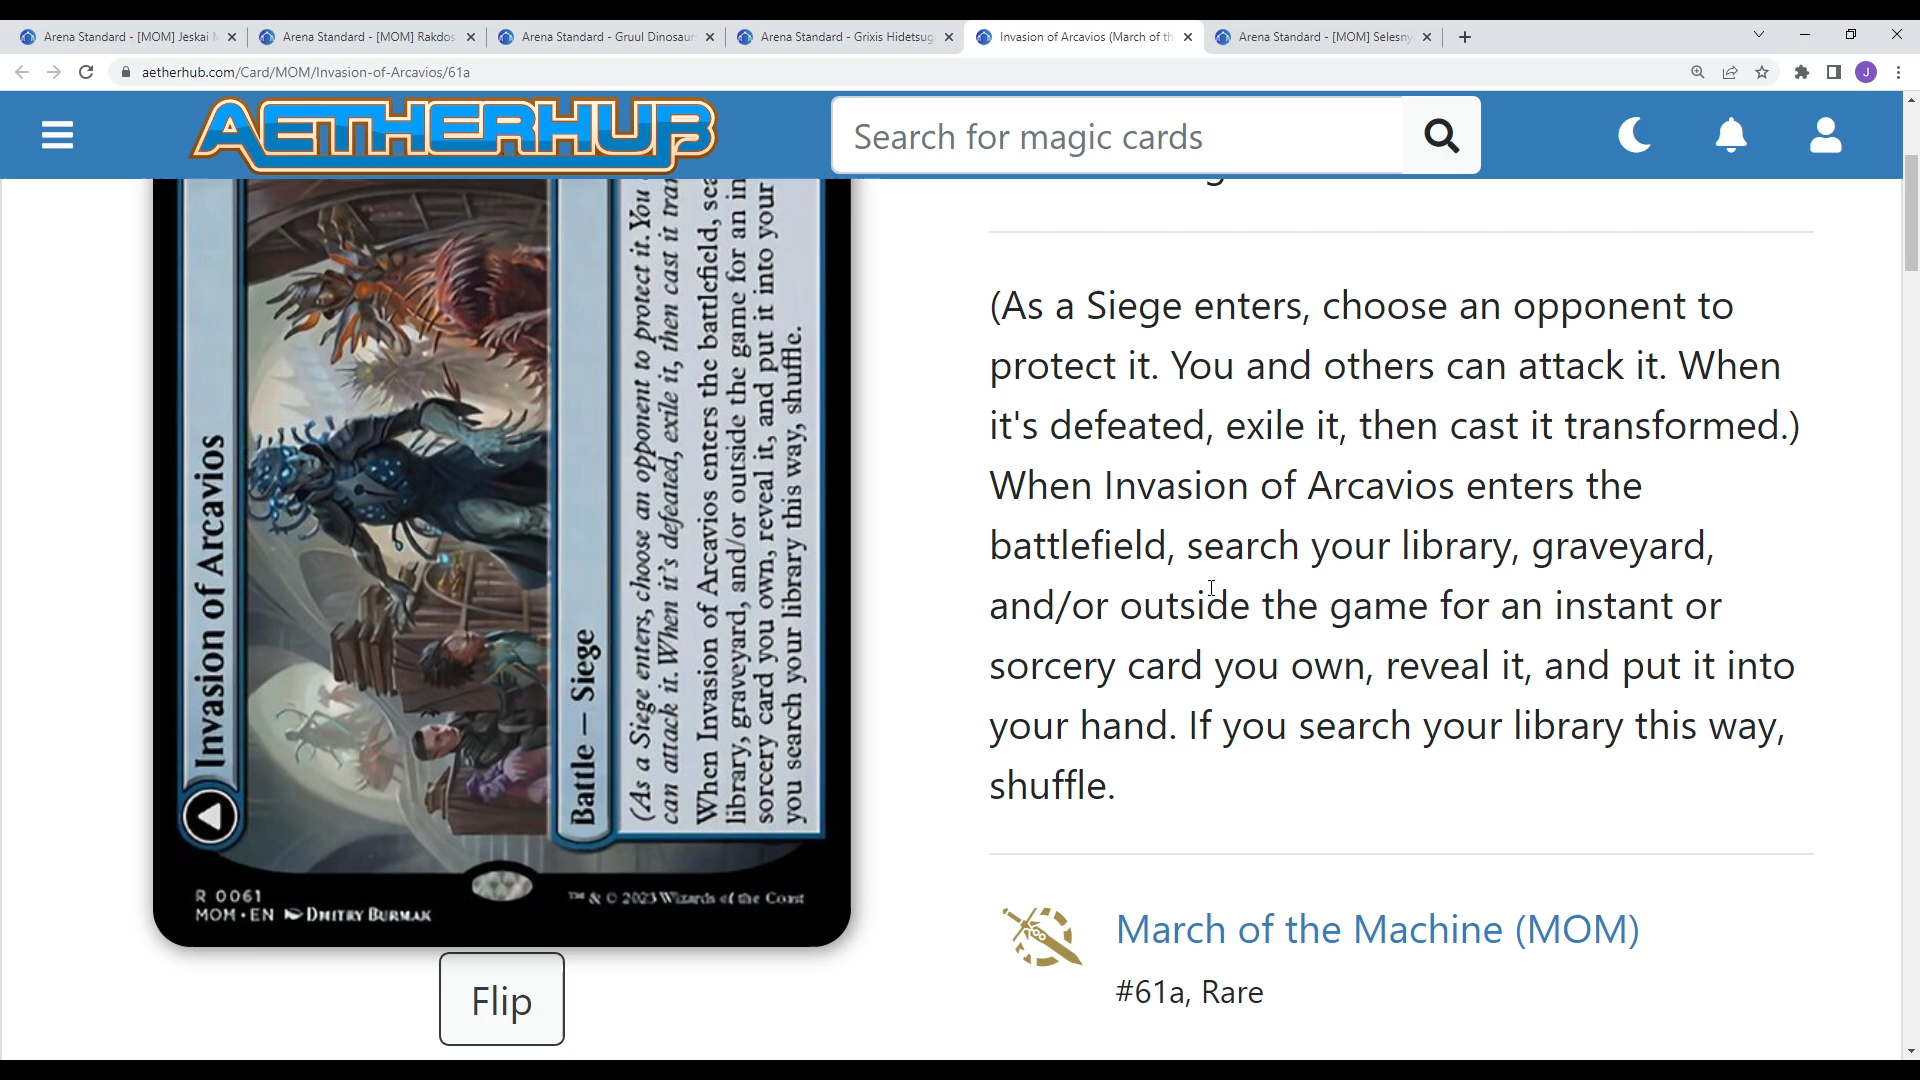 Arena Standard - [MOM] Jeskai
Arena Standard - [MOM] Rakdos
Arena Standard - Gruul Dinosaur
Arena Standard - Grixis Hidetsug
Invasion of Arcavios (March of th
Arena Standard - [MOM] Selesny
aetherhub.com/Card/MOM/Invasion-of-Arcavios/61a
J
AETHERHUB
Search for magic cards
Invasion of Arcavios
Battle — Siege
(As a Siege enters, choose an opponent to protect it. You
can attack it. When it's defeated, exile it, then cast it
When Invasion of Arcavios enters the battlefield,
library, graveyard, and/or outside the game for an
sorcery card you own, reveal it, and put it into your
you search your library this way, shuffle.
R 0061
MOM • EN DMITRY BURMAK
™ & © 2023 Wizards of the Coast
Flip
(As a Siege enters, choose an opponent to
protect it. You and others can attack it. When
it's defeated, exile it, then cast it transformed.)
When Invasion of Arcavios enters the
battlefield, search your library, graveyard,
and/or outside the game for an instant or
sorcery card you own, reveal it, and put it into
your hand. If you search your library this way,
shuffle.
March of the Machine (MOM)
#61a, Rare